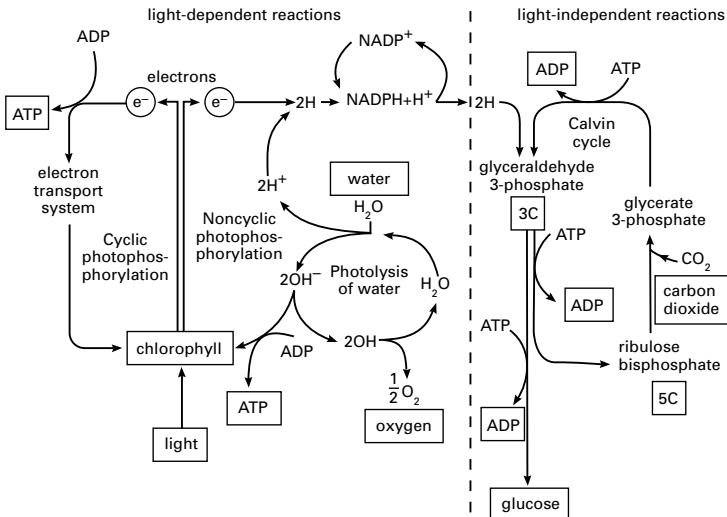 light-dependent reactions
light-independent reactions
ADP
electrons
NADP⁺
ATP
e⁻
e⁻
2H
NADPH+H⁺
2H
ADP
ATP
Calvin
cycle
electron
transport
system
2H⁺
water
H₂O
glyceraldehyde
3-phosphate
3C
glycerate
3-phosphate
Cyclic
photophos-
phorylation
Noncyclic
photophos-
phorylation
ATP
CO₂
carbon
dioxide
2OH⁻
Photolysis
of water
H₂O
ADP
ATP
chlorophyll
ADP
2OH
ribulose
bisphosphate
5C
ATP
½O₂
oxygen
ADP
light
glucose